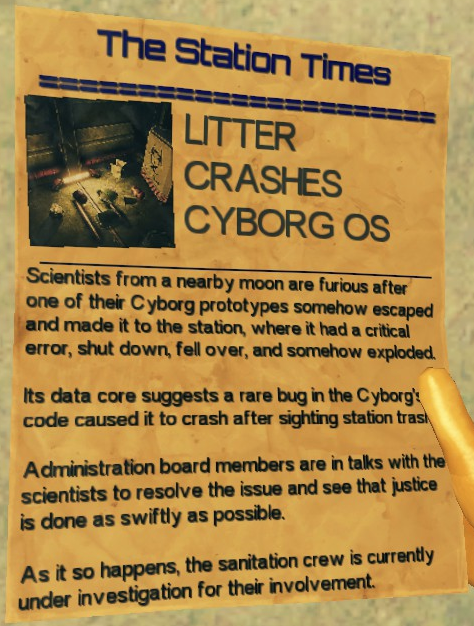 The Station Times
==============================
LITTER
CRASHES
CYBORG OS
Scientists from a nearby moon are furious after
one of their Cyborg prototypes somehow escaped
and made it to the station, where it had a critical
error, shut down, fell over, and somehow exploded.
Its data core suggests a rare bug in the Cyborg's
code caused it to crash after sighting station
Administration board members are in talks with the
scientists to resolve the issue and see that justice
is done as swiftly as possible.
As it so happens, the sanitation crew is currently
under investigation for their involvement.